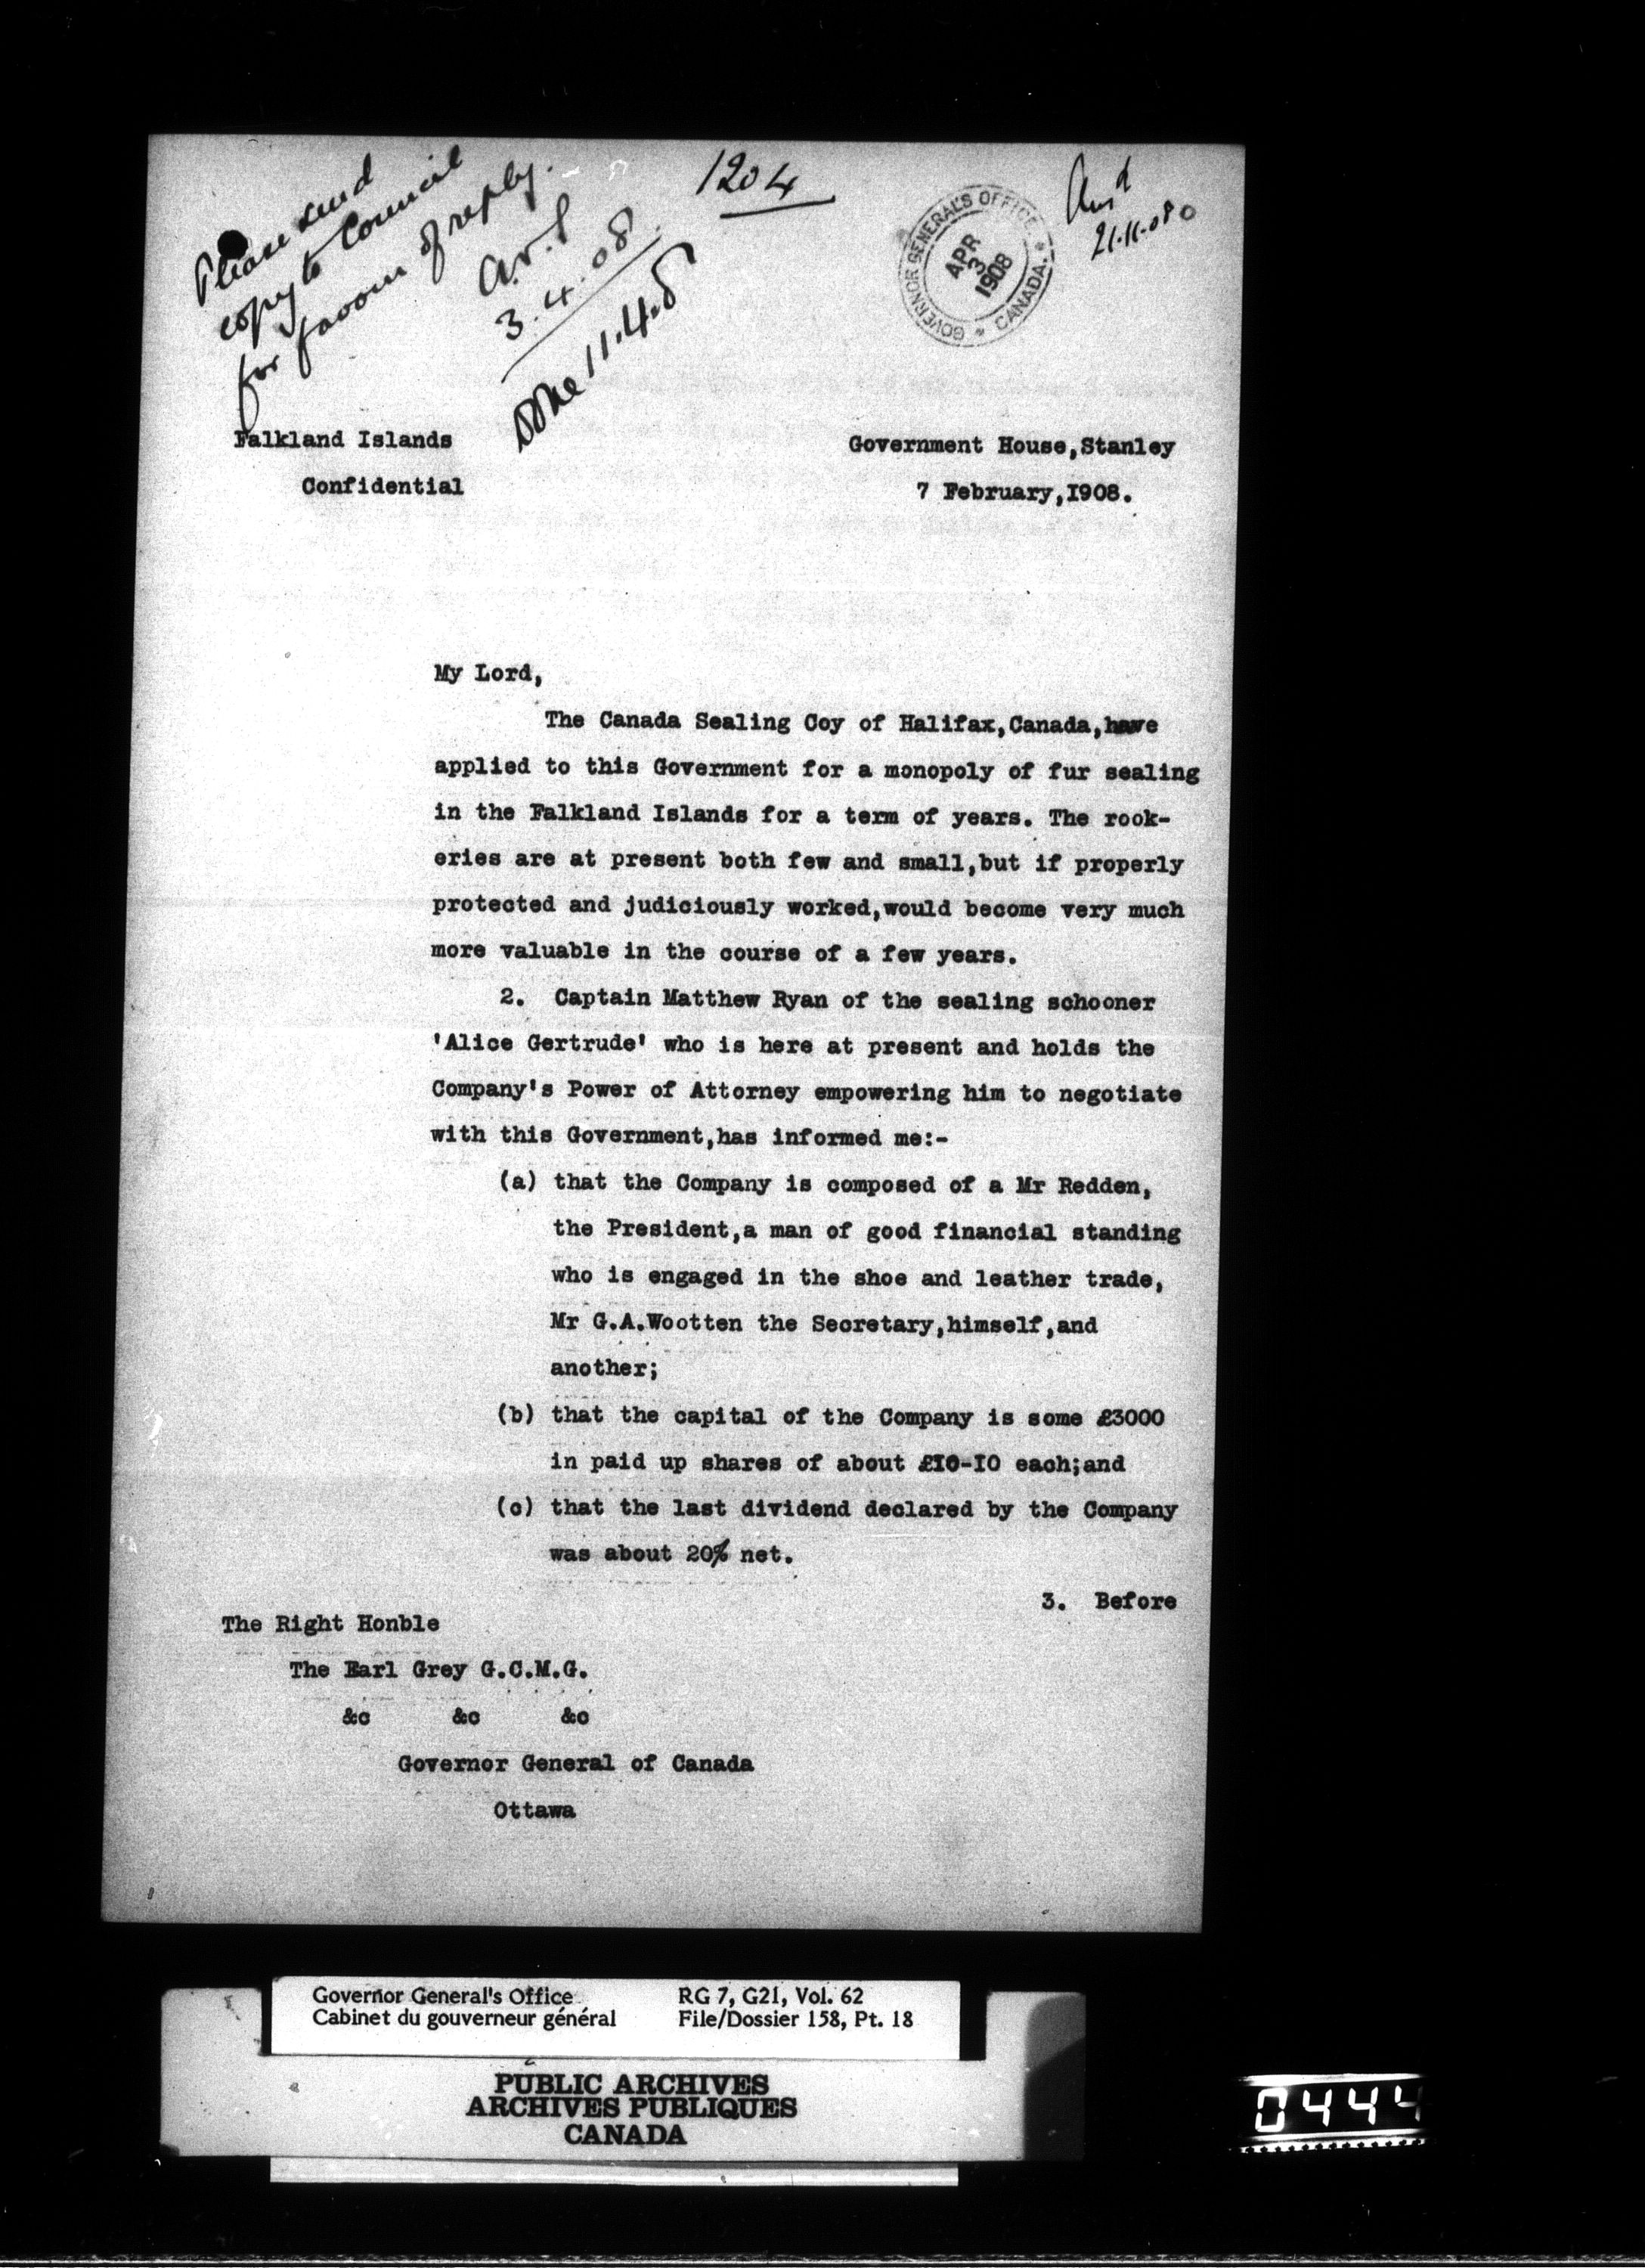 Please send
copy to Council
for favour of reply.
3.4.08.
Done 11.4.8
1204
GOVERNOR GENERAL'S OFFICE
* CANADA. *
APR
3
1908
Ansd
21.11.08
Falkland Islands
Confidential
Government House,Stanley
7 February,I908.
My Lord,
The Canada Sealing Coy of Halifax,Canada,have
applied to this Government for a monopoly of fur sealing
in the Falkland Islands for a term of years. The rook-
eries are at present both few and small,but if properly
protected and judiciously worked,would become very much
more valuable in the course of a few years.
2. Captain Matthew Ryan of the sealing schooner
'Alice Gertrude' who is here at present and holds the
Company's Power of Attorney empowering him to negotiate
with this Government,has informed me:-
(a) that the Company is composed of a Mr Redden,
the President,a man of good financial standing
who is engaged in the shoe and leather trade,
Mr G.A.Wootten the Secretary,himself,and
another;
(b) that the capital of the Company is some £3000
in paid up shares of about £I0-I0 each;and
(c) that the last dividend declared by the Company
was about 20% net.
3. Before
The Right Honble
The Earl Grey G.C.M.G.
&c &c &c
Governor General of Canada
Ottawa
Governor General's Office
Cabinet du gouverneur général
RG 7, G21, Vol. 62
File/Dossier 158, Pt. 18
PUBLIC ARCHIVES
ARCHIVES PUBLIQUES
CANADA
0444